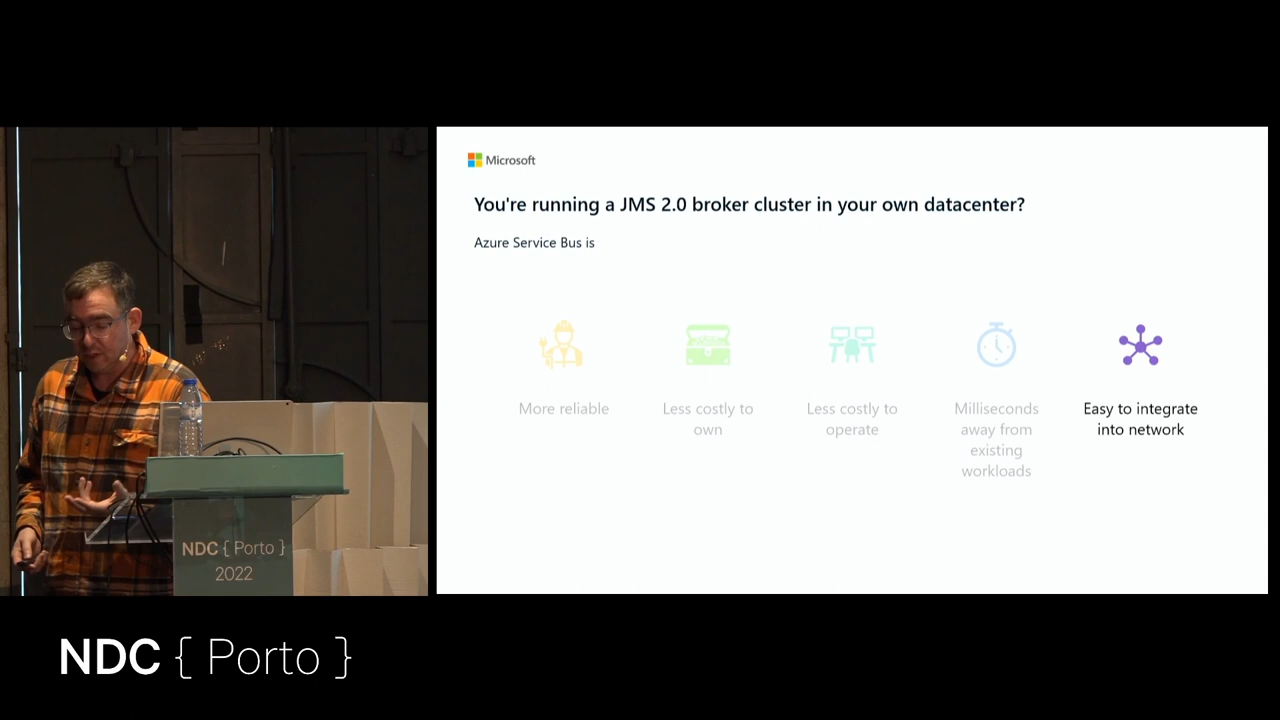 Microsoft
You're running a JMS 2.0 broker cluster in your own datacenter?
Azure Service Bus is
More reliable
Less costly to
own
Less costly to
operate
Milliseconds
away from
existing
workloads
Easy to integrate
into network
NDC { Porto }
2022
NDC { Porto }